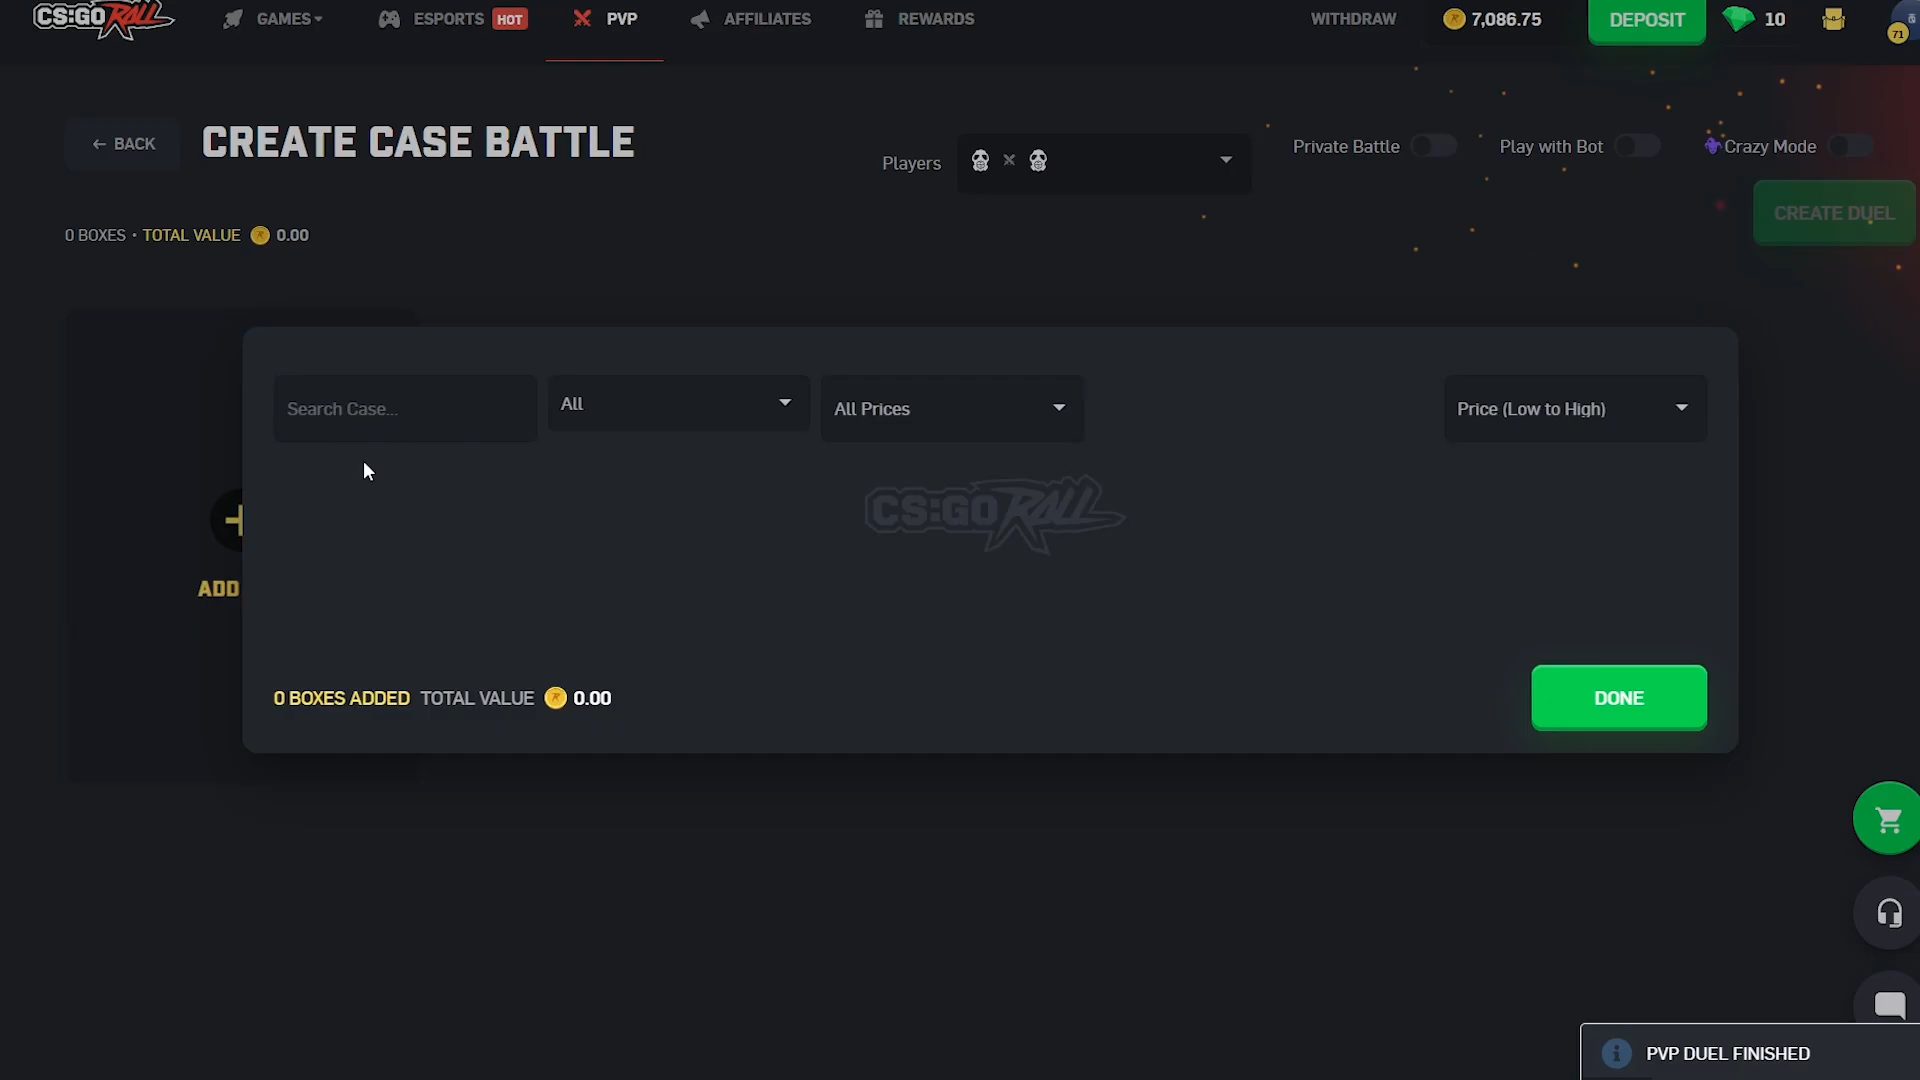 CS:GO ROLL
GAMES
ESPORTS HOT
PVP
AFFILIATES
REWARDS
WITHDRAW
7,086.75
DEPOSIT
10
71
← BACK
CREATE CASE BATTLE
Players
Private Battle
Play with Bot
Crazy Mode
CREATE DUEL
0 BOXES • TOTAL VALUE 0.00
ADD
Search Case...
All
All Prices
Price (Low to High)
CS:GO ROLL
0 BOXES ADDED TOTAL VALUE 0.00
DONE
PVP DUEL FINISHED